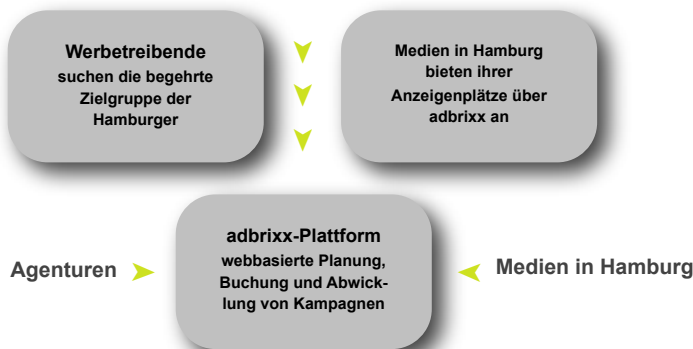 Werbetreibende
suchen die begehrte
Zielgruppe der
Hamburger
Medien in Hamburg
bieten ihrer
Anzeigenplätze über
adbrixx an
adbrixx-Plattform
webbasierte Planung,
Buchung und Abwick-
lung von Kampagnen
Agenturen
Medien in Hamburg